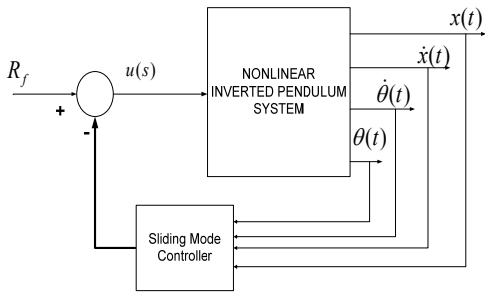 x(t)
ẋ(t)
R_f
u(s)
+
-
NONLINEAR
INVERTED PENDULUM
SYSTEM
θ̇(t)
θ(t)
Sliding Mode
Controller